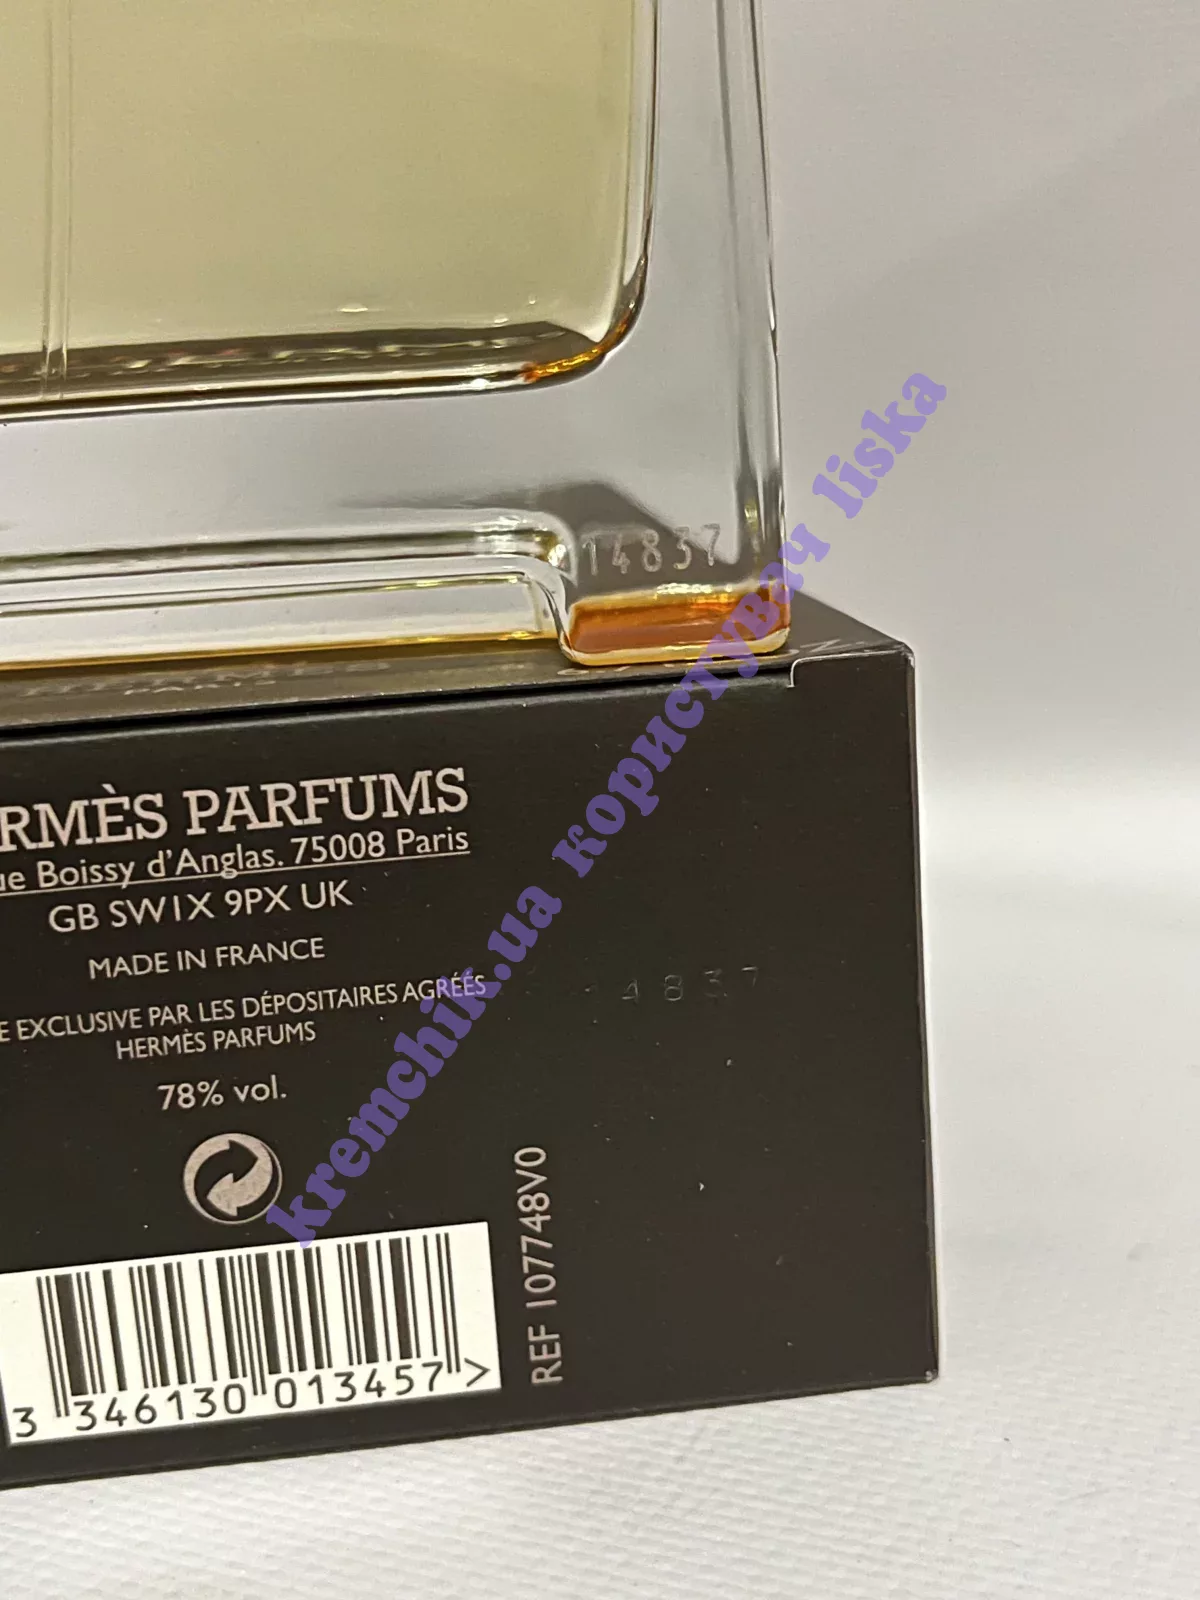 14837
RMÈS PARFUMS
ue Boissy d'Anglas. 75008 Paris
GB SW1X 9PX UK
MADE IN FRANCE
E EXCLUSIVE PAR LES DÉPOSITAIRES AGRÉÉS
HERMÈS PARFUMS
78% vol.
14837
REF 107748V0
3 346130 013457 >
kremchik.ua користувач liska